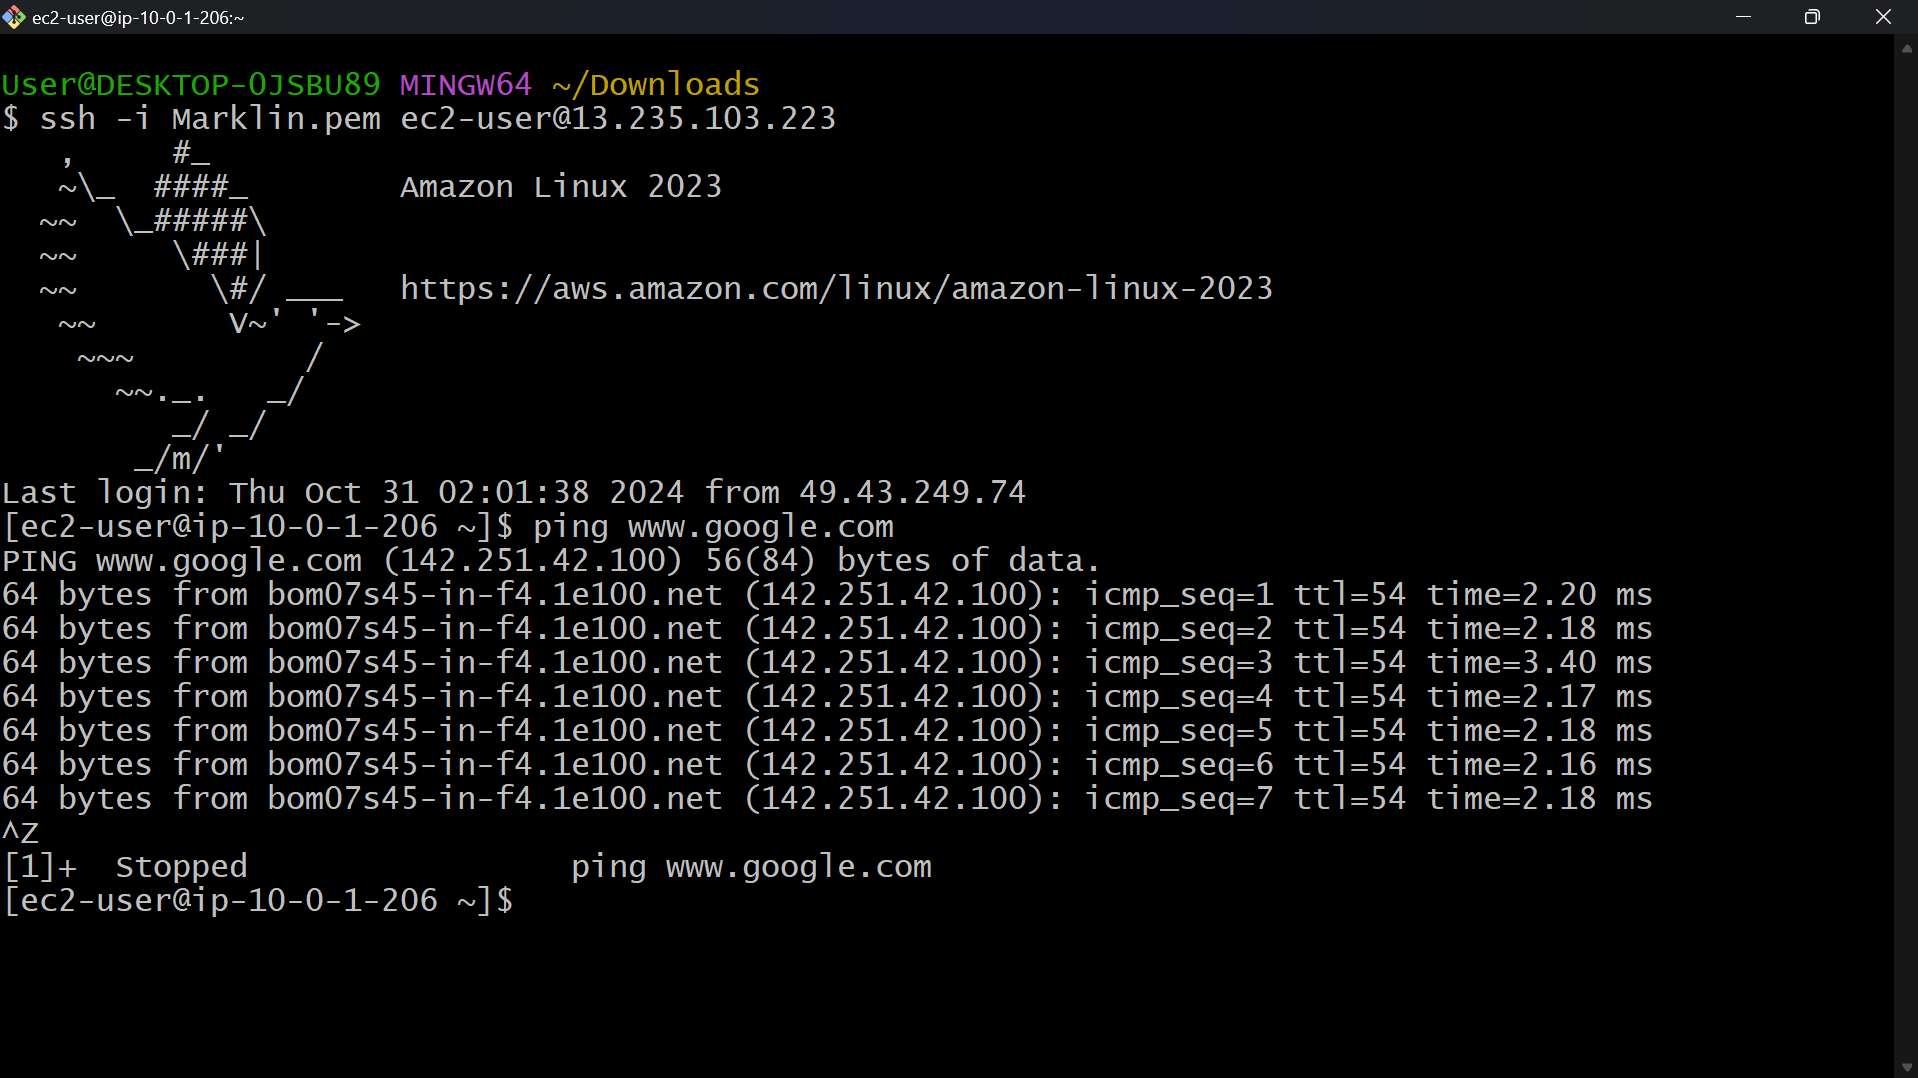 ec2-user@ip-10-0-1-206:~
User@DESKTOP-OJSBU89 MINGW64 ~/Downloads
$ ssh -i Marklin.pem ec2-user@13.235.103.223
   ,     #_
   ~\_  ####_        Amazon Linux 2023
  ~~  \_#####\
  ~~     \###|
  ~~       \#/ ___   https://aws.amazon.com/linux/amazon-linux-2023
   ~~       V~' '->
    ~~~         /
      ~~._.   _/
         _/ _/
       _/m/'
Last login: Thu Oct 31 02:01:38 2024 from 49.43.249.74
[ec2-user@ip-10-0-1-206 ~]$ ping www.google.com
PING www.google.com (142.251.42.100) 56(84) bytes of data.
64 bytes from bom07s45-in-f4.1e100.net (142.251.42.100): icmp_seq=1 ttl=54 time=2.20 ms
64 bytes from bom07s45-in-f4.1e100.net (142.251.42.100): icmp_seq=2 ttl=54 time=2.18 ms
64 bytes from bom07s45-in-f4.1e100.net (142.251.42.100): icmp_seq=3 ttl=54 time=3.40 ms
64 bytes from bom07s45-in-f4.1e100.net (142.251.42.100): icmp_seq=4 ttl=54 time=2.17 ms
64 bytes from bom07s45-in-f4.1e100.net (142.251.42.100): icmp_seq=5 ttl=54 time=2.18 ms
64 bytes from bom07s45-in-f4.1e100.net (142.251.42.100): icmp_seq=6 ttl=54 time=2.16 ms
64 bytes from bom07s45-in-f4.1e100.net (142.251.42.100): icmp_seq=7 ttl=54 time=2.18 ms
^Z
[1]+  Stopped                 ping www.google.com
[ec2-user@ip-10-0-1-206 ~]$